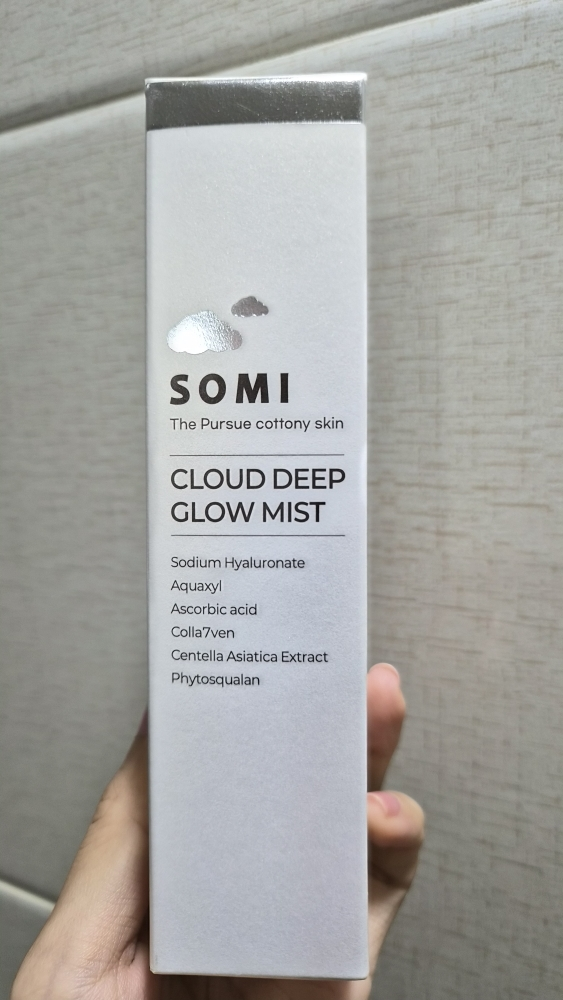 SOMI
The Pursue cottony skin
CLOUD DEEP
GLOW MIST
Sodium Hyaluronate
Aquaxyl
Ascorbic acid
Colla7ven
Centella Asiatica Extract
Phytosqualan